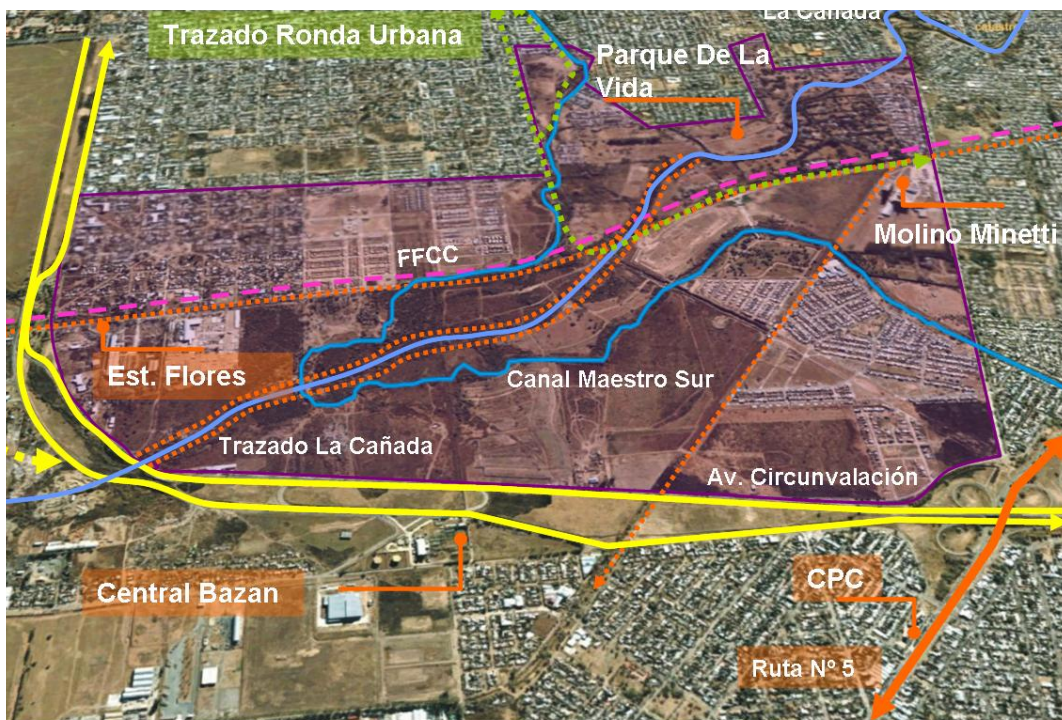 La Cañada
Trazado Ronda Urbana
Parque De La
Vida
Molino Minetti
FFCC
Est. Flores
Canal Maestro Sur
Trazado La Cañada
Av. Circunvalación
Central Bazan
CPC
Ruta Nº 5